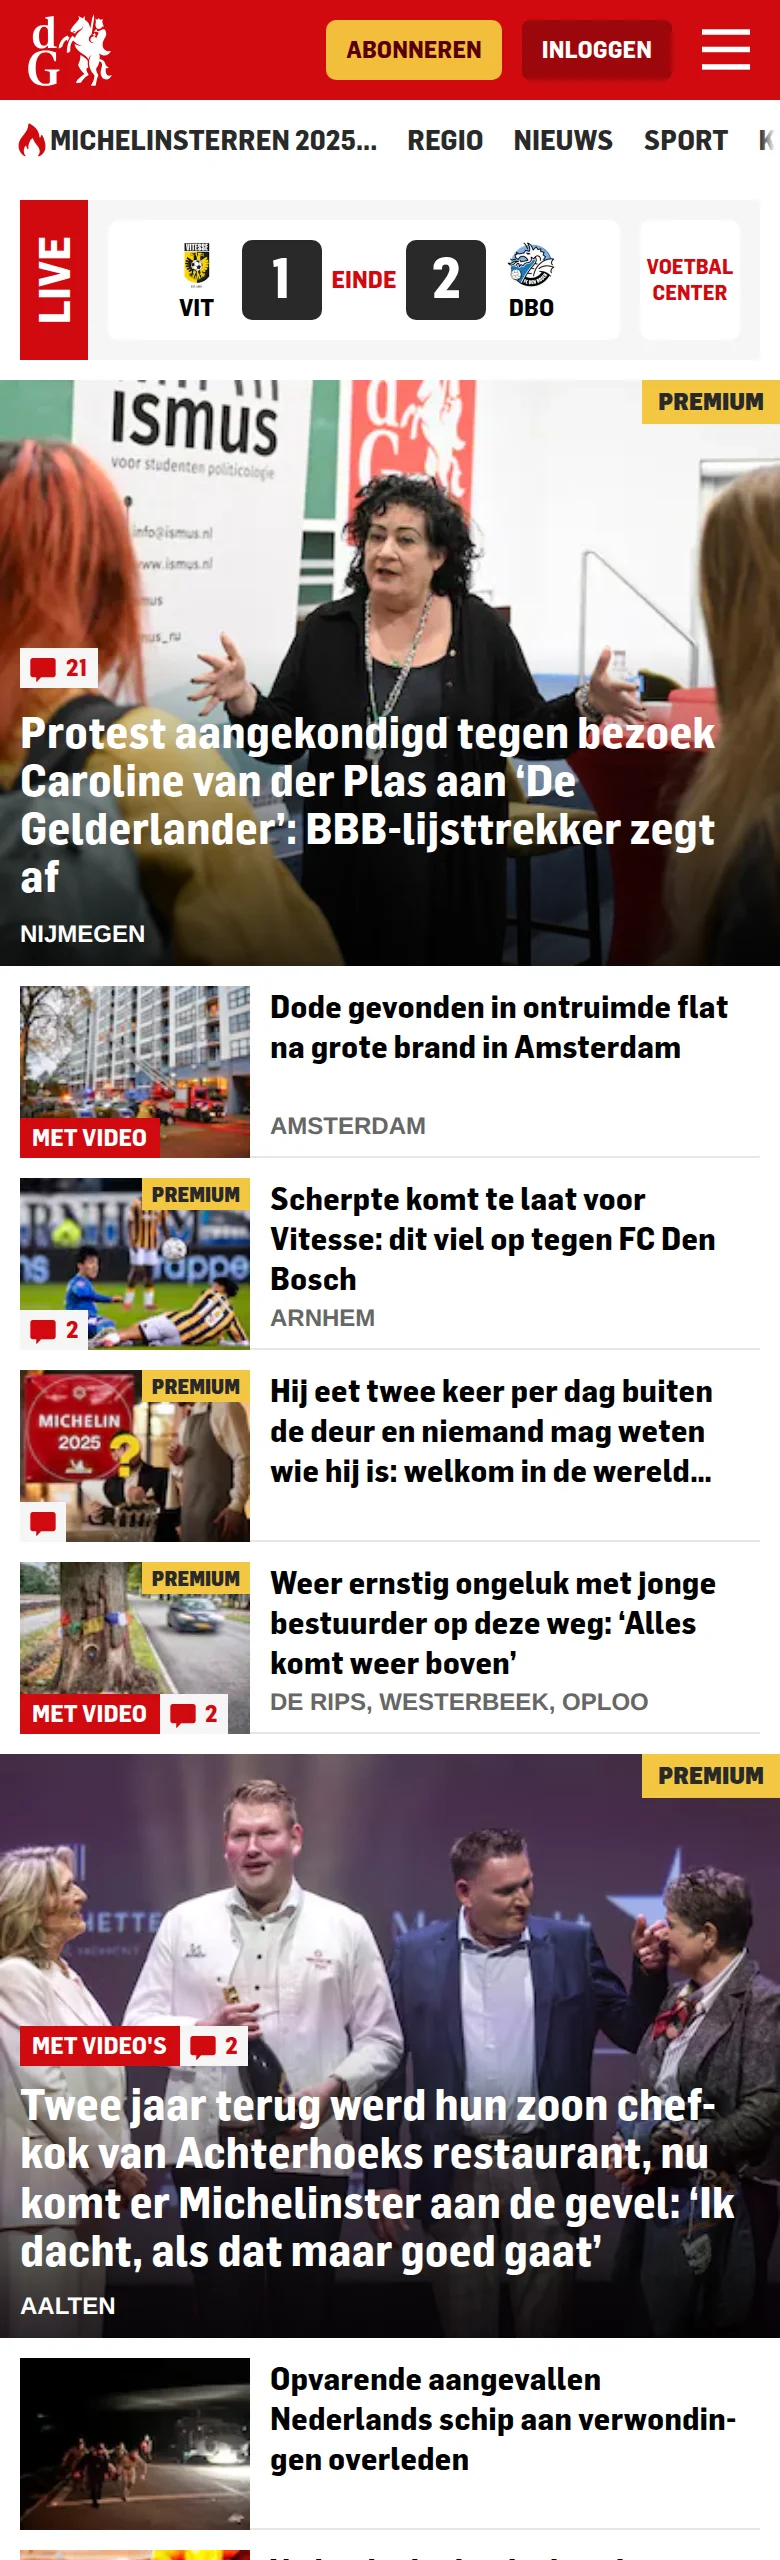 dG
ABONNEREN
INLOGGEN
MICHELINSTERREN 2025...
REGIO
NIEUWS
SPORT
LIVE
VITESSE
VIT
1
EINDE
2
DBO
VOETBAL
CENTER
PREMIUM
ismus
voor studenten politicologie
info@ismus.nl
www.ismus.nl
dG
21
Protest aangekondigd tegen bezoek
Caroline van der Plas aan ‘De
Gelderlander’: BBB-lijsttrekker zegt
af
NIJMEGEN
MET VIDEO
Dode gevonden in ontruimde flat
na grote brand in Amsterdam
AMSTERDAM
PREMIUM
2
Scherpte komt te laat voor
Vitesse: dit viel op tegen FC Den
Bosch
ARNHEM
PREMIUM
MICHELIN
2025
?
Hij eet twee keer per dag buiten
de deur en niemand mag weten
wie hij is: welkom in de wereld...
PREMIUM
MET VIDEO
2
Weer ernstig ongeluk met jonge
bestuurder op deze weg: ‘Alles
komt weer boven’
DE RIPS, WESTERBEEK, OPLOO
PREMIUM
MET VIDEO'S
2
Twee jaar terug werd hun zoon chef-
kok van Achterhoeks restaurant, nu
komt er Michelinster aan de gevel: ‘Ik
dacht, als dat maar goed gaat’
AALTEN
Opvarende aangevallen
Nederlands schip aan verwondin-
gen overleden